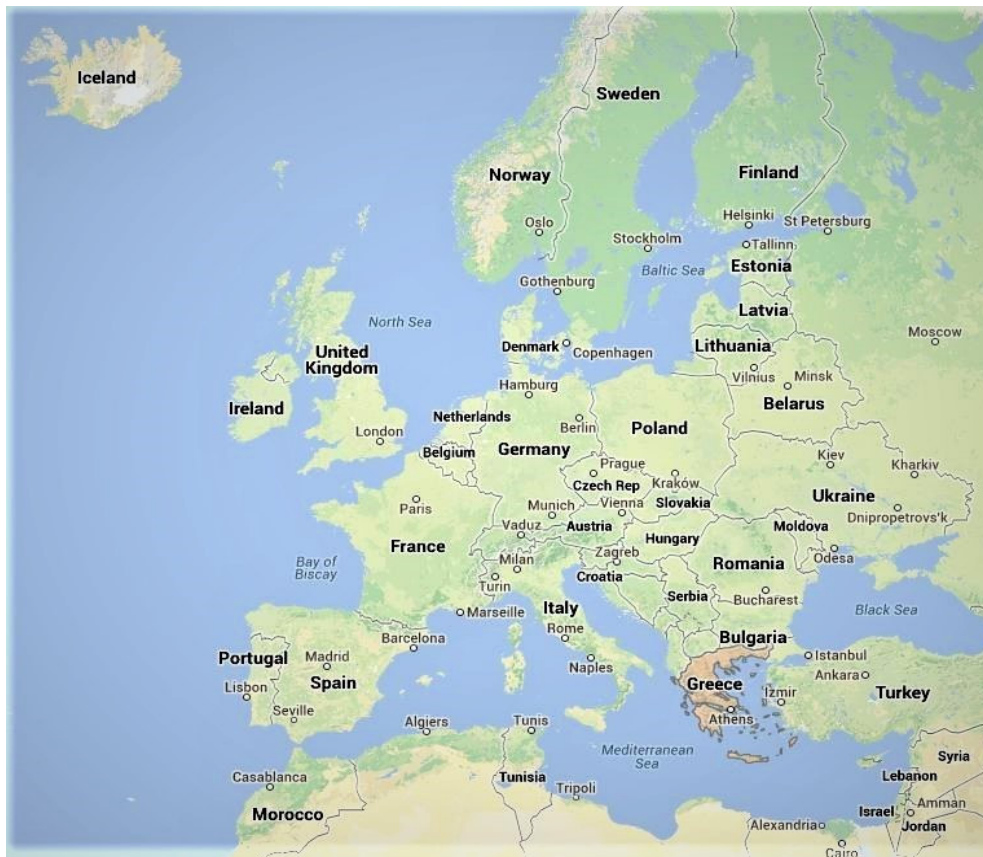 Iceland
Sweden
Norway
Finland
Oslo
Helsinki
St Petersburg
Stockholm
Tallinn
Baltic Sea
Estonia
Gothenburg
Latvia
North Sea
Moscow
Denmark
Copenhagen
Lithuania
United
Kingdom
Vilnius
Minsk
Hamburg
Ireland
Belarus
Netherlands
London
Berlin
Poland
Belgium
Germany
Kiev
Prague
Kharkiv
Czech Rep
Kraków
Paris
Munich
Vienna
Slovakia
Ukraine
Dnipropetrovs'k
Vaduz
Austria
Moldova
Hungary
France
Zagreb
Odesa
Milan
Bay of
Biscay
Romania
Croatia
Turin
Serbia
Bucharest
Italy
Marseille
Black Sea
Rome
Barcelona
Bulgaria
Portugal
Madrid
Naples
Istanbul
Ankara
Spain
Greece
Lisbon
Izmir
Turkey
Seville
Athens
Algiers
Tunis
Mediterranean
Sea
Syria
Casablanca
Tunisia
Lebanon
Tripoli
Morocco
Israel
Amman
Alexandria
Jordan
Cairo